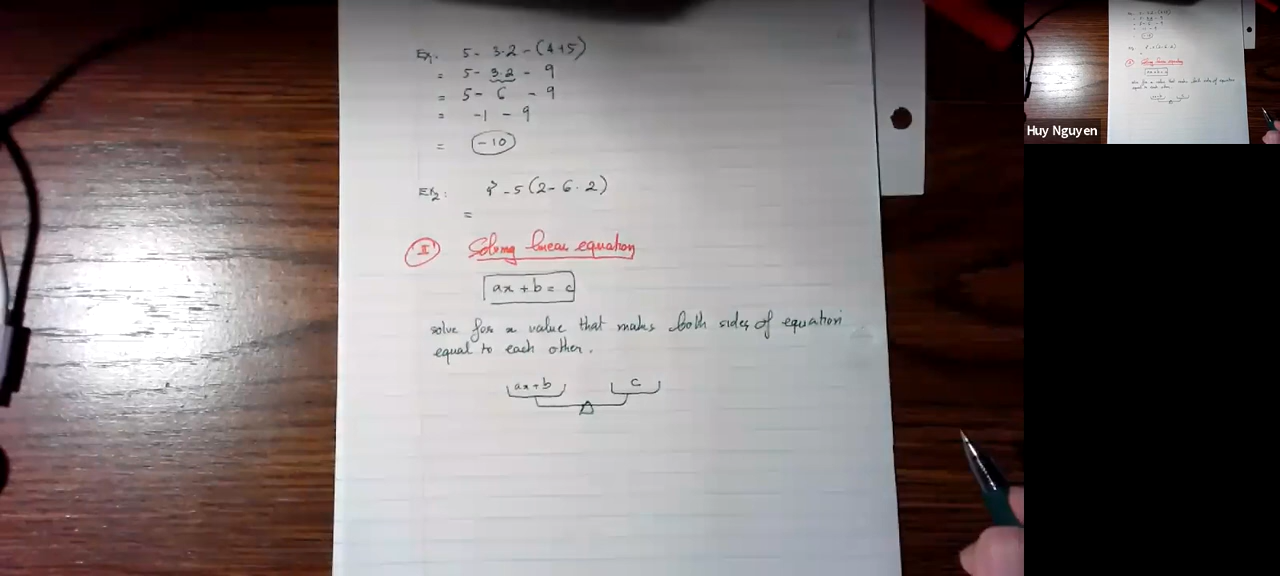 Ex₁: 5 - 3.2 - (4+5)
= 5 - 3.2 - 9
= 5 - 6 - 9
= -1 - 9
= -10
Ex₂: - 5 (2 - 6 . 2)
=
II Solving linear equation
ax + b = c
solve for x value that makes both sides of equation
equal to each other.
ax + b c
Huy Nguyen